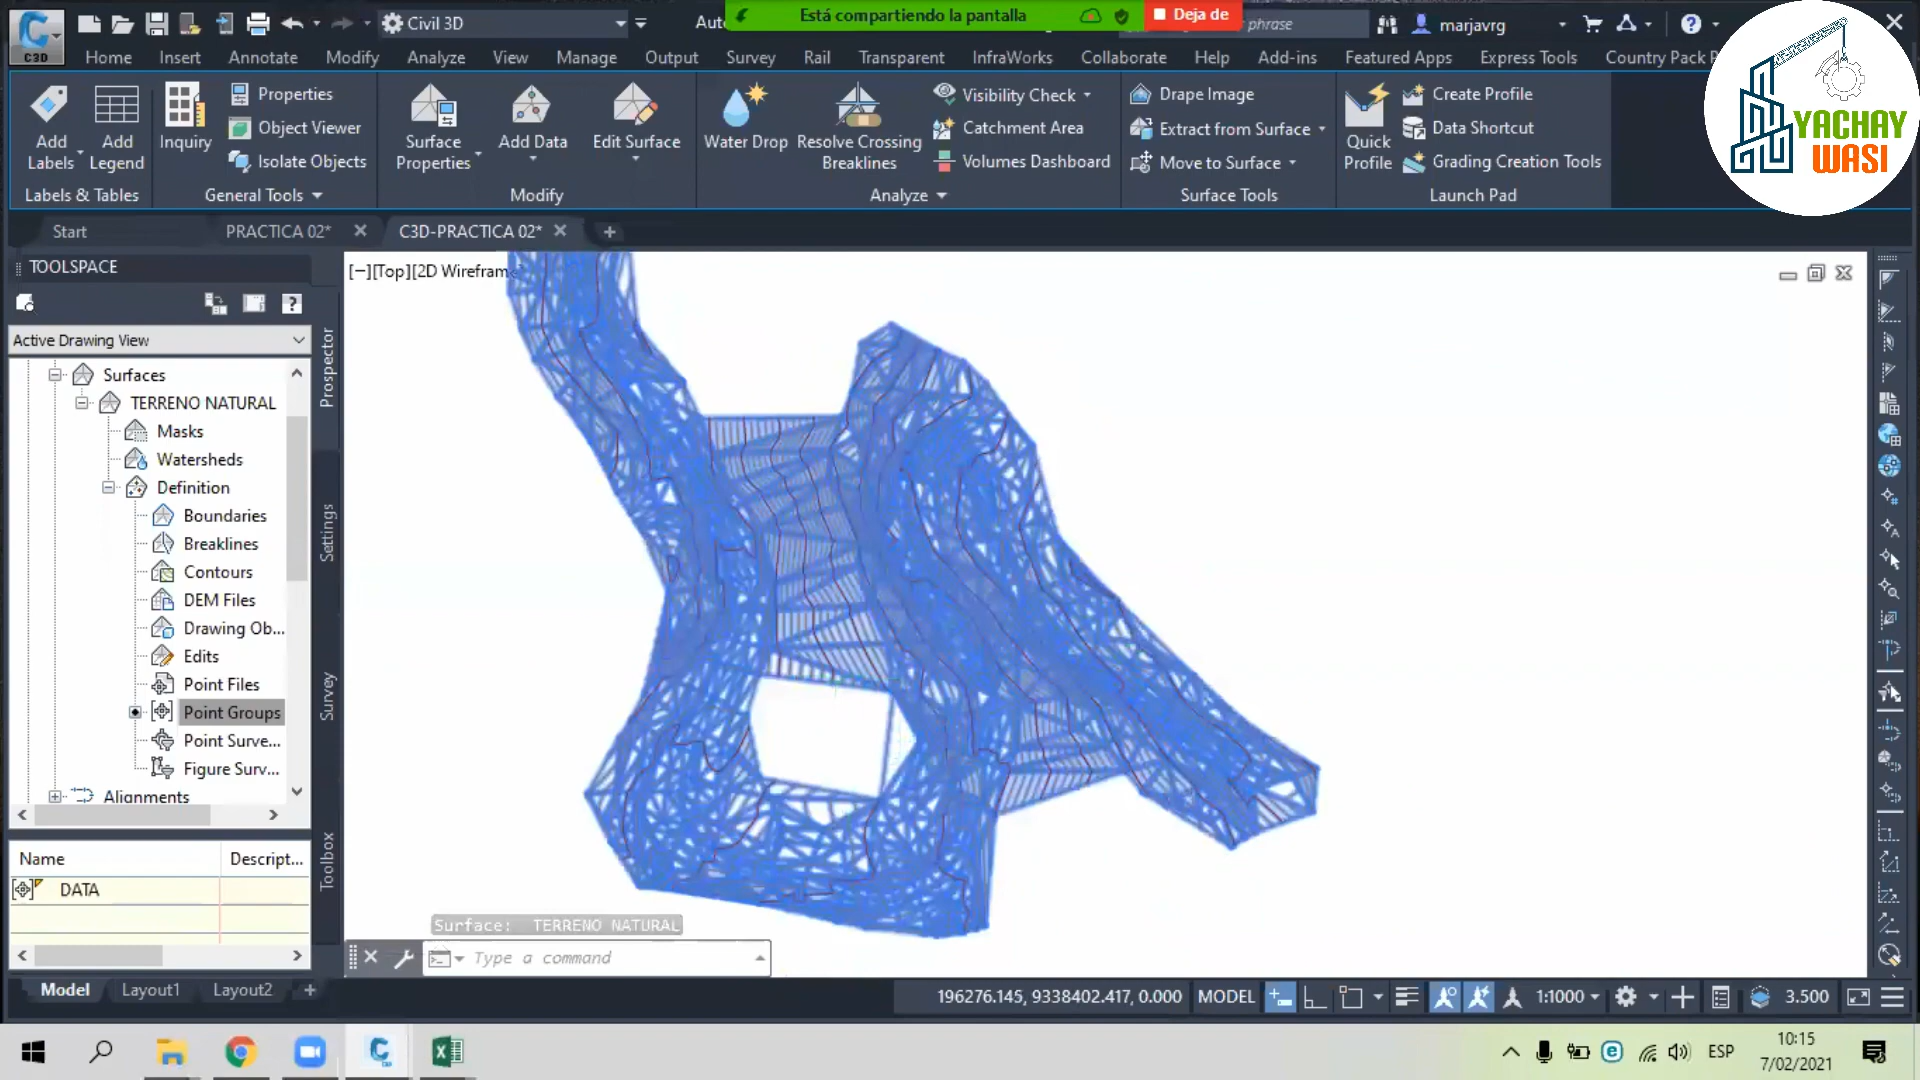 C3D
Civil 3D
Está compartiendo la pantalla
Deja de
phrase
marjavrg
Home
Insert
Annotate
Modify
Analyze
View
Manage
Output
Survey
Rail
Transparent
InfraWorks
Collaborate
Help
Add-ins
Featured Apps
Express Tools
Country Pack
YACHAY
WASI
Add
Labels
Add
Legend
Labels & Tables
Inquiry
Properties
Object Viewer
Isolate Objects
General Tools
Surface
Properties
Add Data
Edit Surface
Modify
Water Drop
Resolve Crossing
Breaklines
Visibility Check
Catchment Area
Volumes Dashboard
Analyze
Drape Image
Extract from Surface
Move to Surface
Surface Tools
Quick
Profile
Create Profile
Data Shortcut
Grading Creation Tools
Launch Pad
Start
PRACTICA 02*
C3D-PRACTICA 02*
TOOLSPACE
Active Drawing View
Surfaces
TERRENO NATURAL
Masks
Watersheds
Definition
Boundaries
Breaklines
Contours
DEM Files
Drawing Ob...
Edits
Point Files
Point Groups
Point Surve...
Figure Surv...
Alignments
Prospector
Settings
Survey
Toolbox
Name
Descript...
DATA
[−][Top][2D Wirefram
Surface: TERRENO NATURAL
Type a command
Model
Layout1
Layout2
196276.145, 9338402.417, 0.000
MODEL
1:1000
3.500
ESP
10:15
7/02/2021